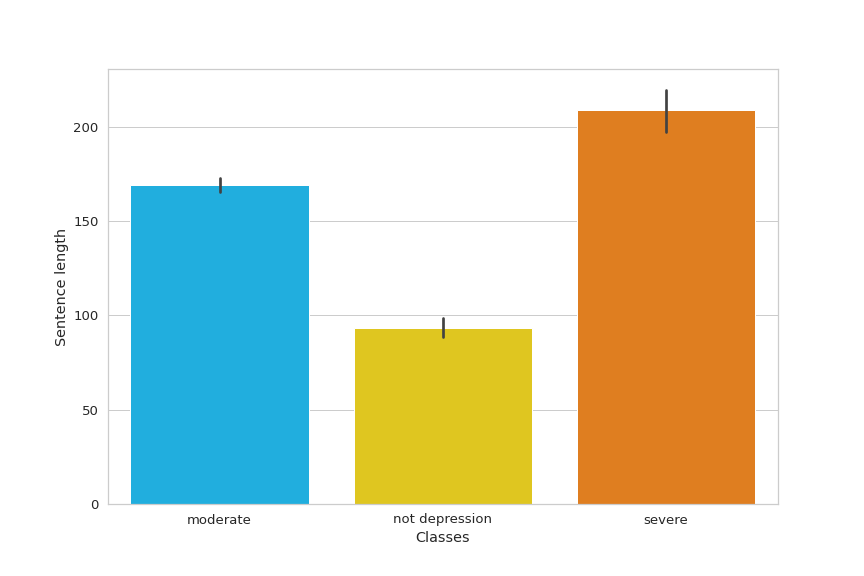 200
150
100
50
0
Sentence length
moderate
not depression
severe
Classes